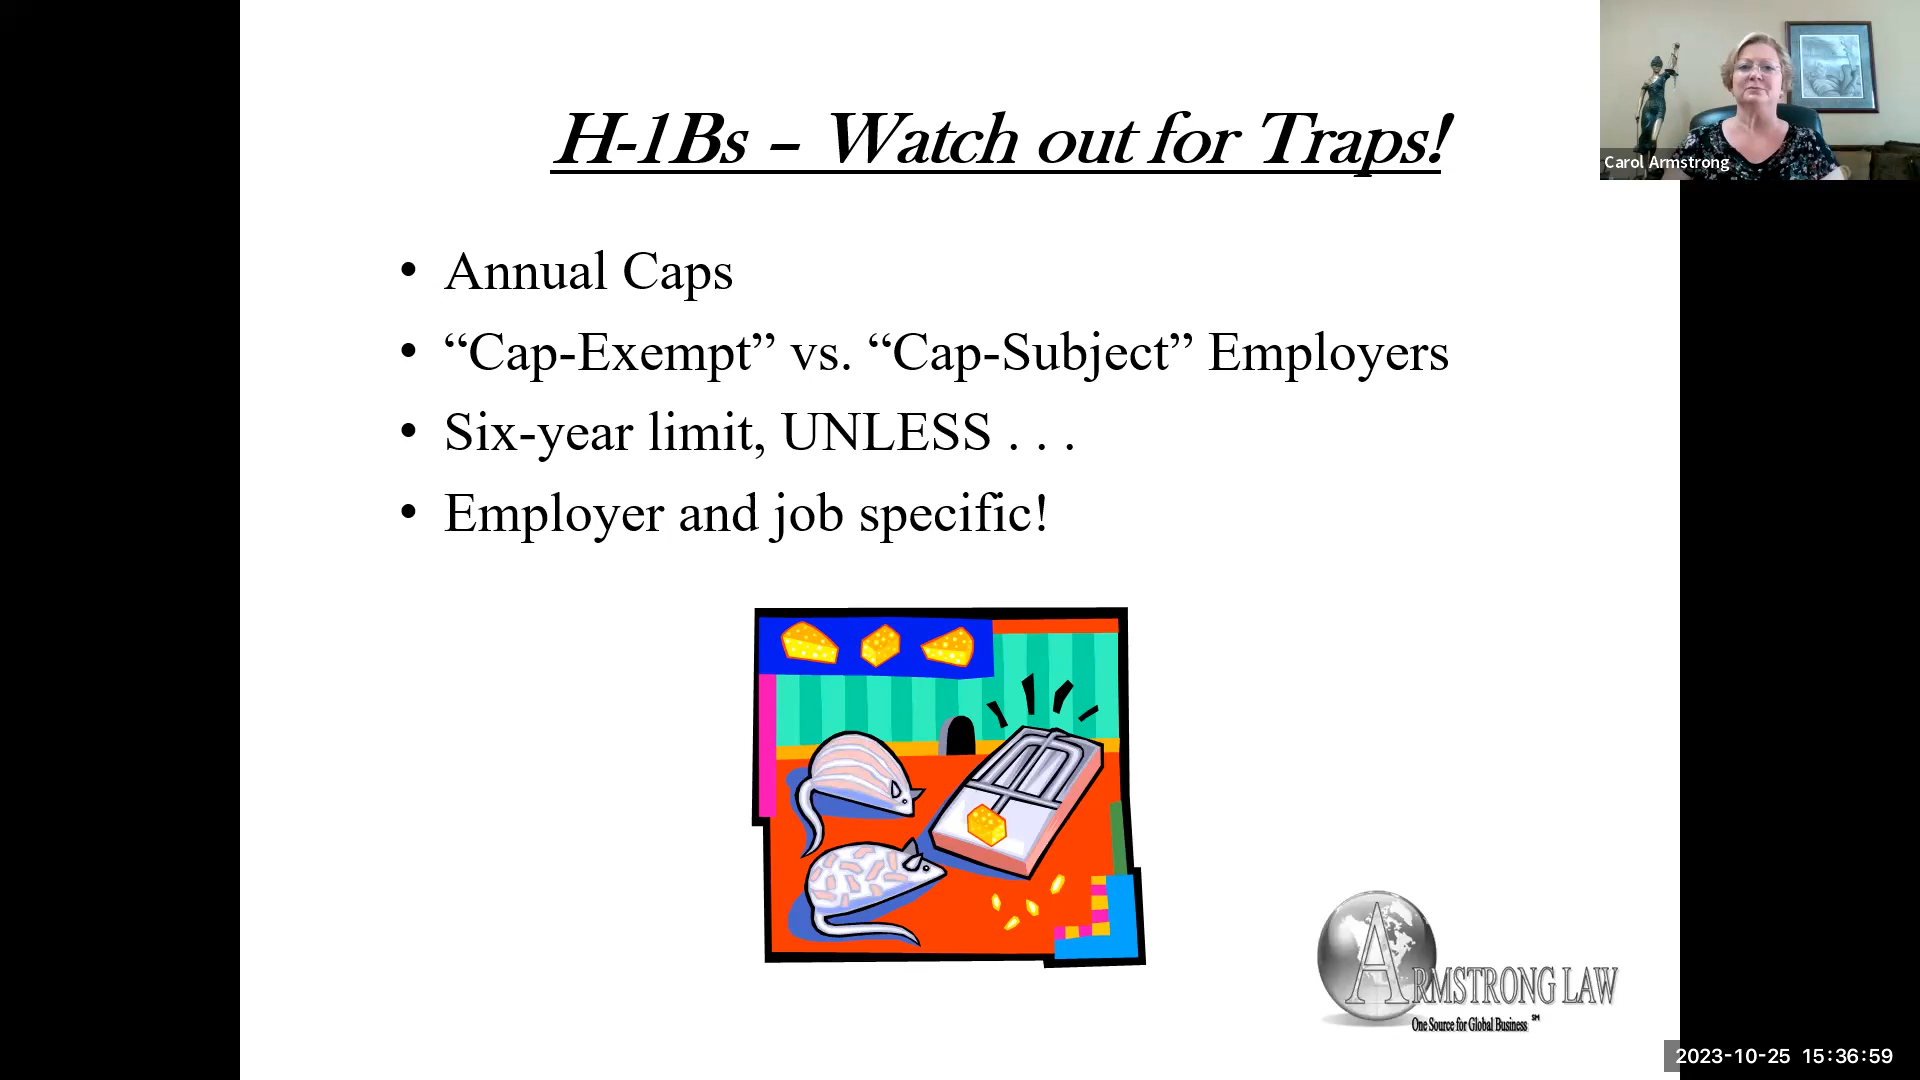 H-1Bs – Watch out for Traps!
Carol Armstrong
• Annual Caps
• “Cap-Exempt” vs. “Cap-Subject” Employers
• Six-year limit, UNLESS . . .
• Employer and job specific!
ARMSTRONG LAW
One Source for Global Business SM
2023-10-25 15:36:59